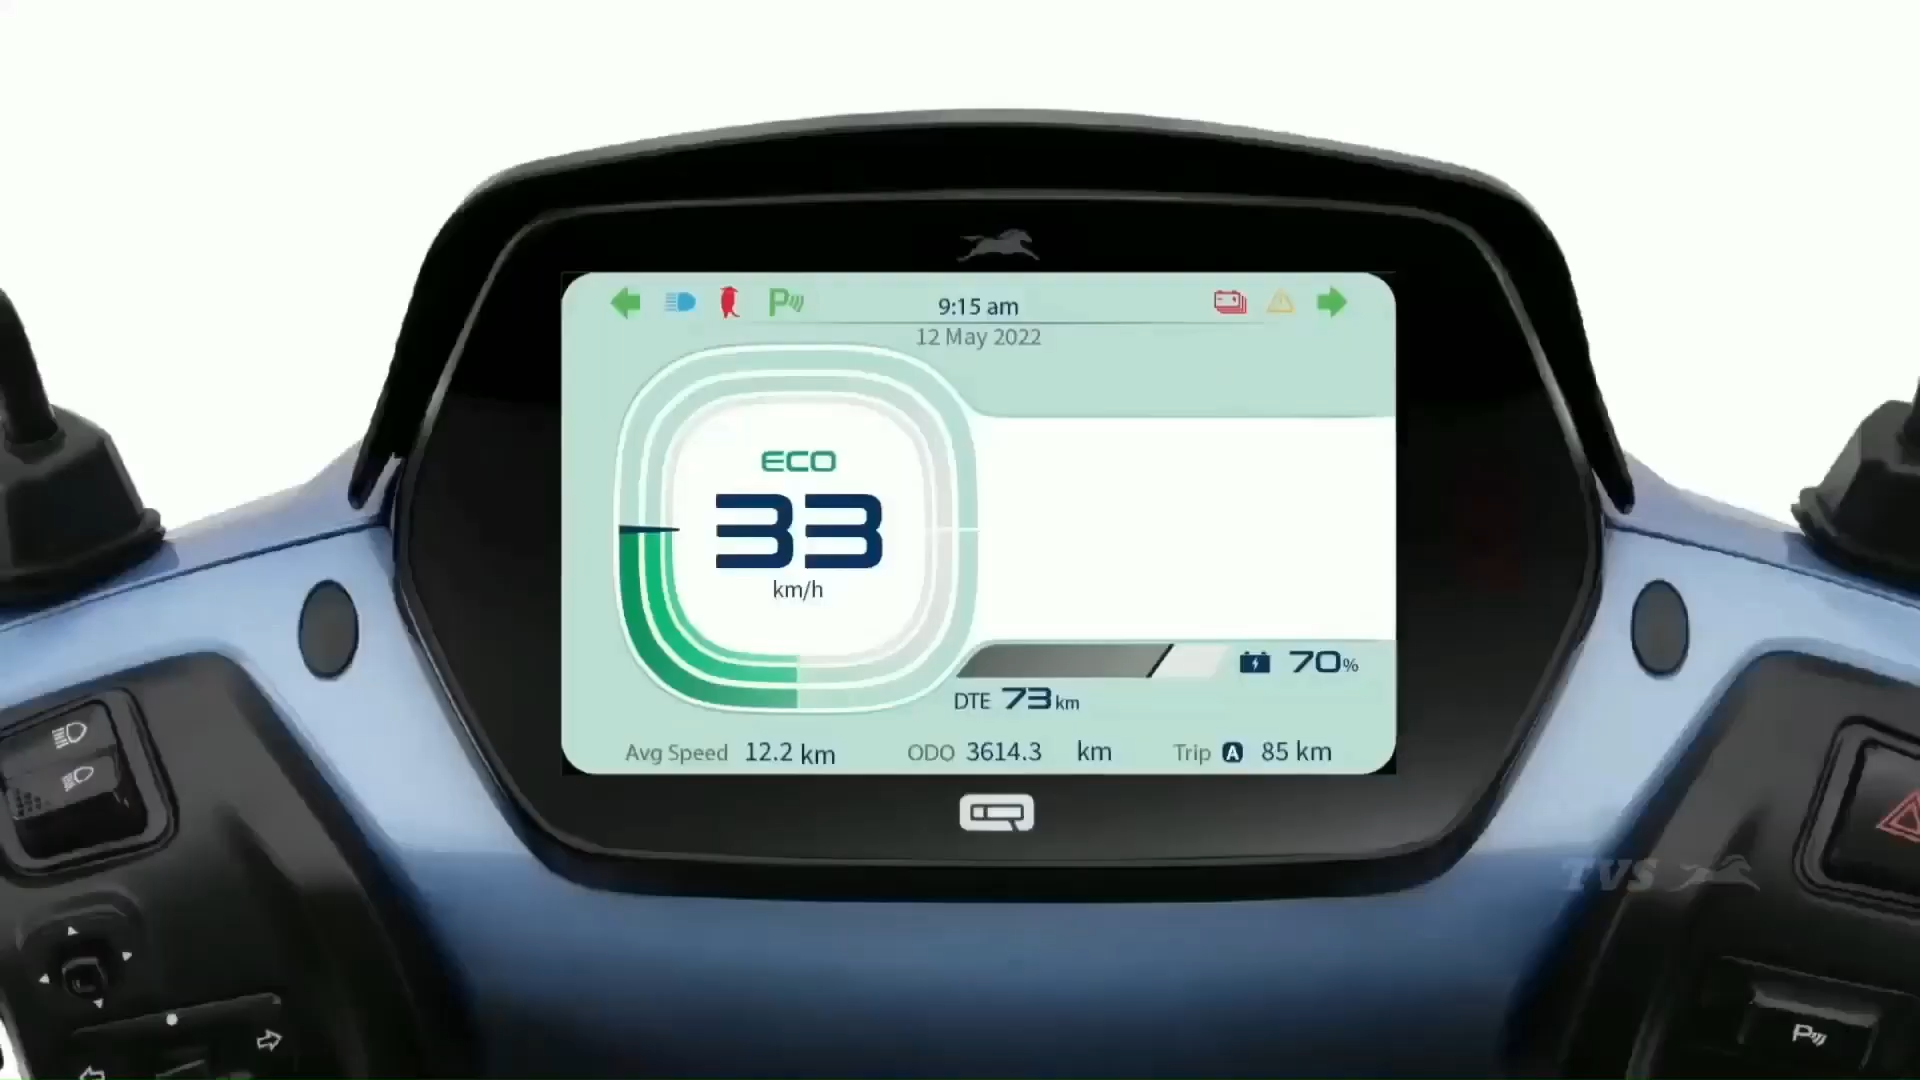 9:15 am
12 May 2022
ECO
33
km/h
70%
DTE 73 km
Avg Speed 12.2 km ODO 3614.3 km Trip A 85 km
TVS
P
P